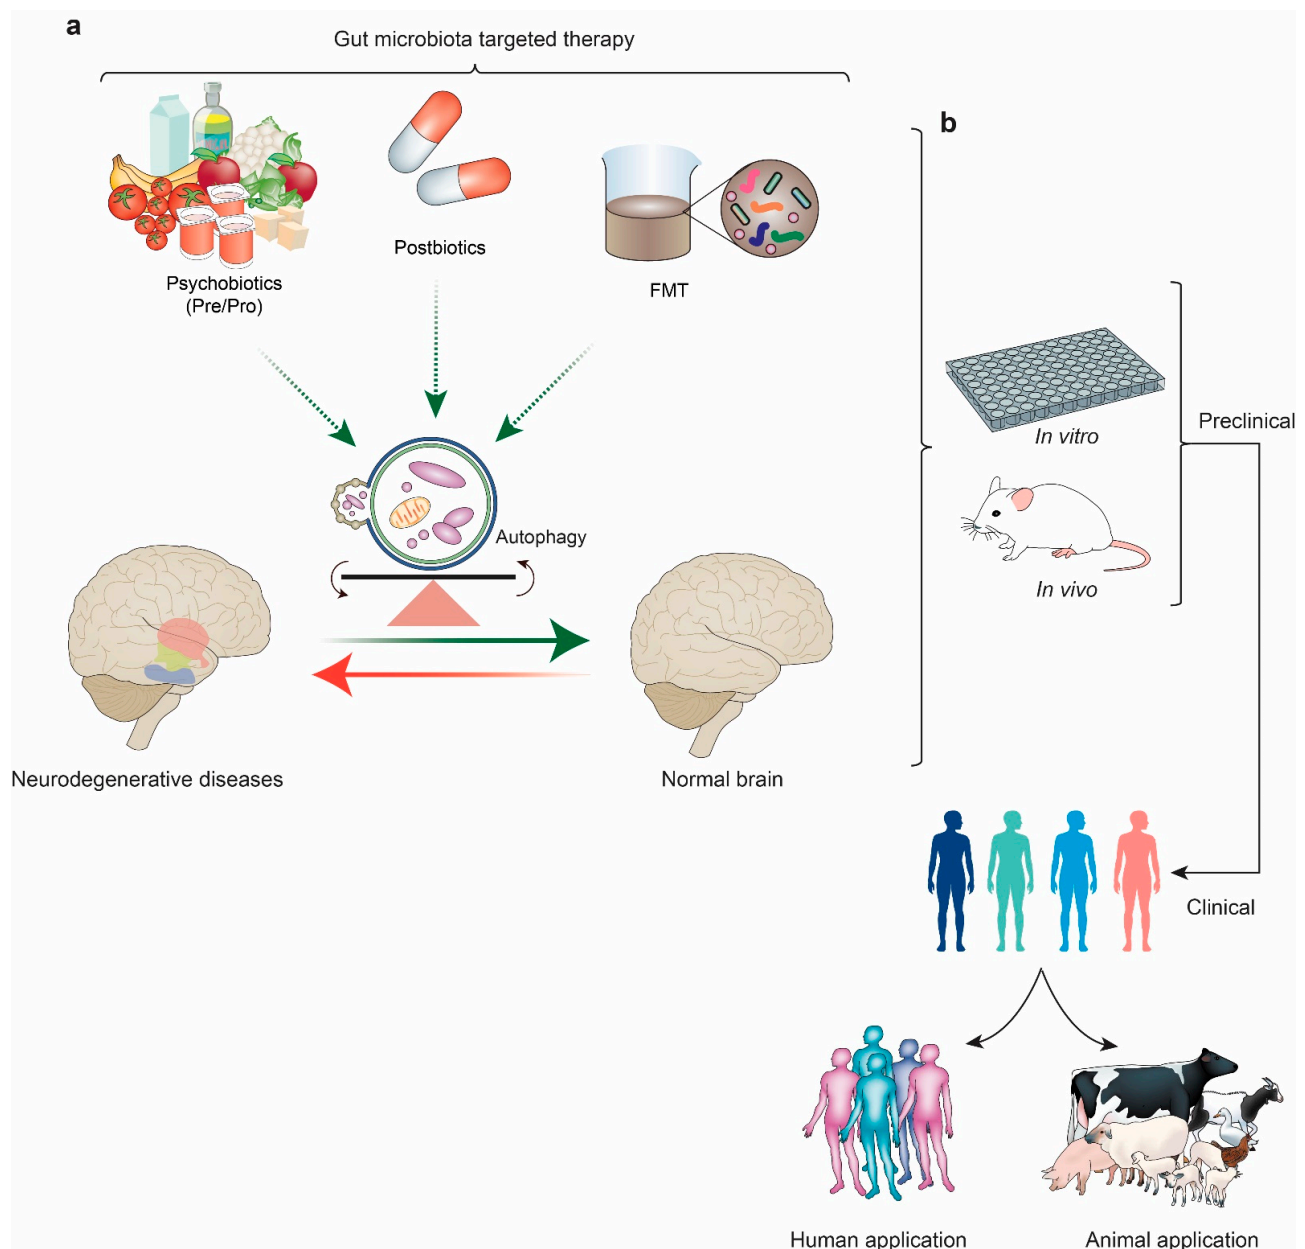 a
Gut microbiota targeted therapy
b
Psychobiotics
(Pre/Pro)
Postbiotics
FMT
Autophagy
Neurodegenerative diseases
Normal brain
In vitro
In vivo
Preclinical
Clinical
Human application
Animal application